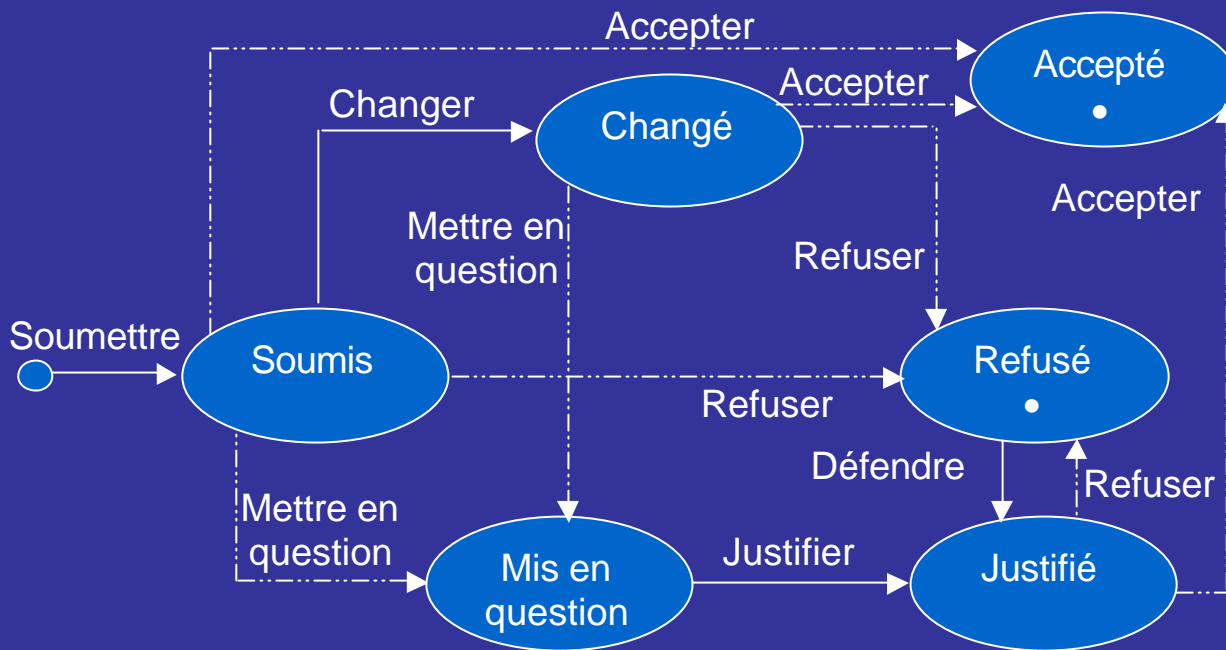 Accepter
Accepté
Accepter
Changer
Changé
Accepter
Mettre en
question
Refuser
Soumettre
Soumis
Refusé
Refuser
Défendre
Refuser
Mettre en
question
Justifier
Mis en
question
Justifié